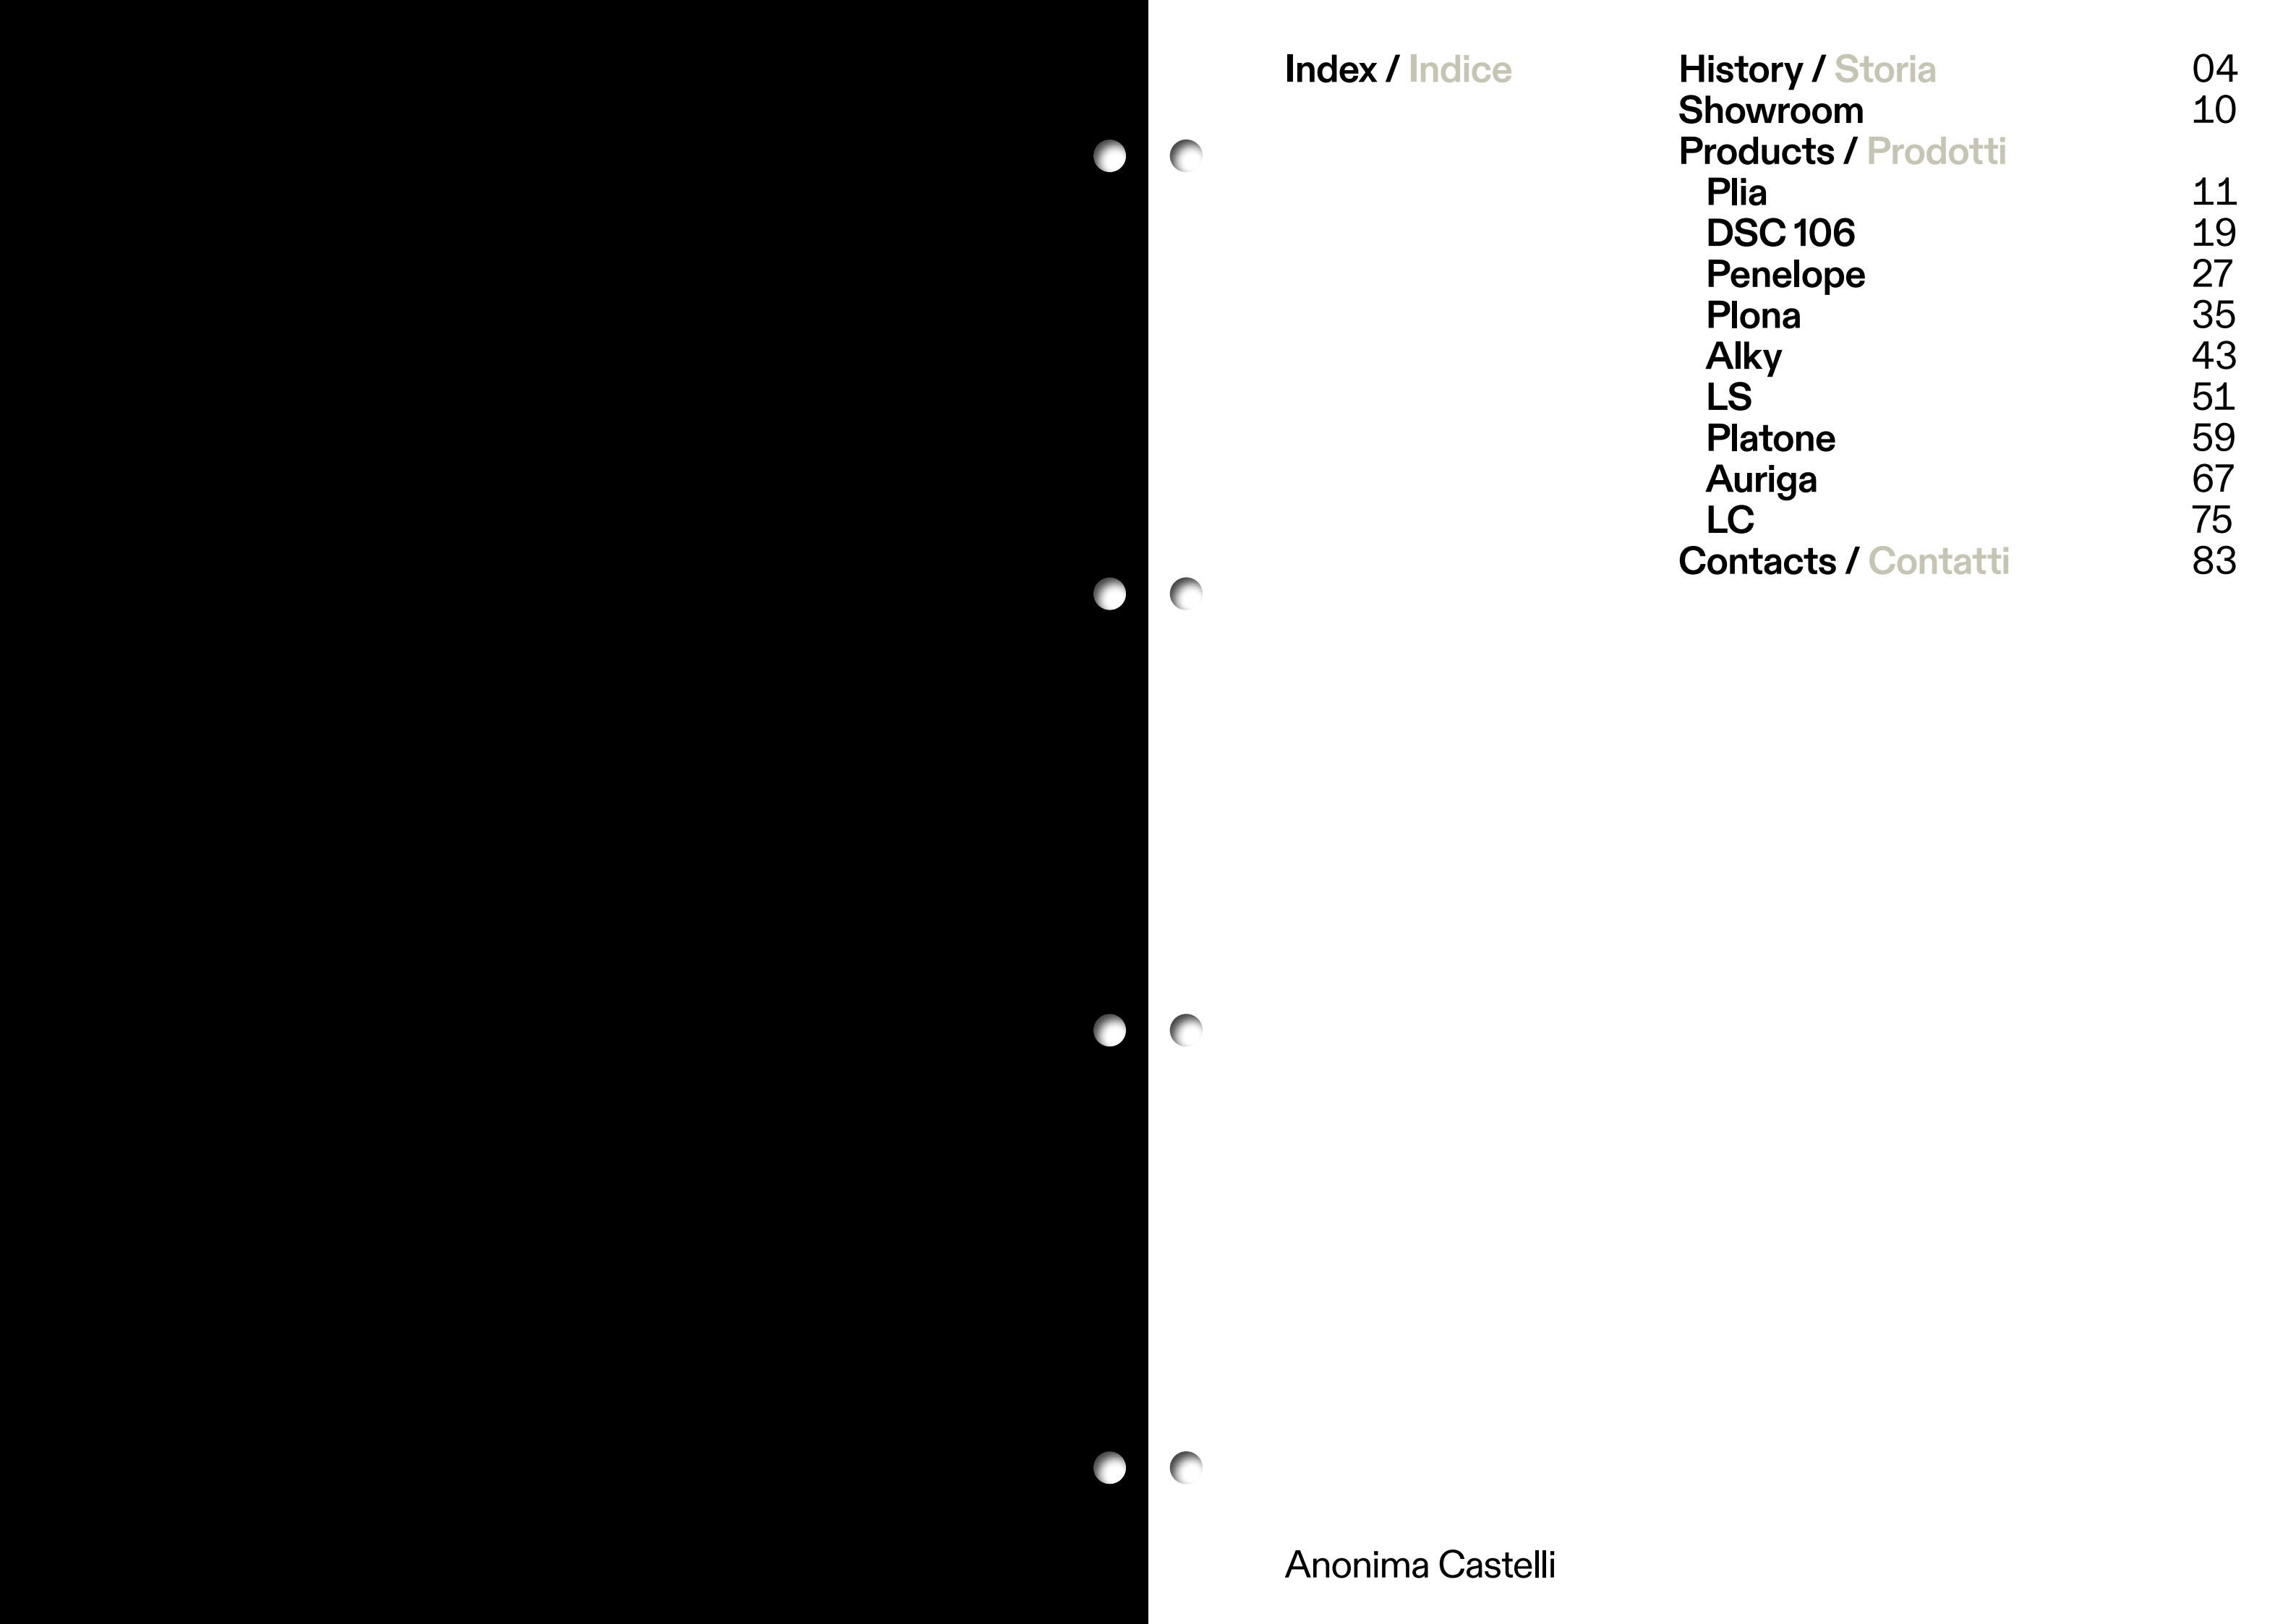 Index / Indice
History / Storia 04
Showroom 10
Products / Prodotti
Plia 11
DSC 106 19
Penelope 27
Plona 35
Alky 43
LS 51
Platone 59
Auriga 67
LC 75
Contacts / Contatti 83
Anonima Castelli